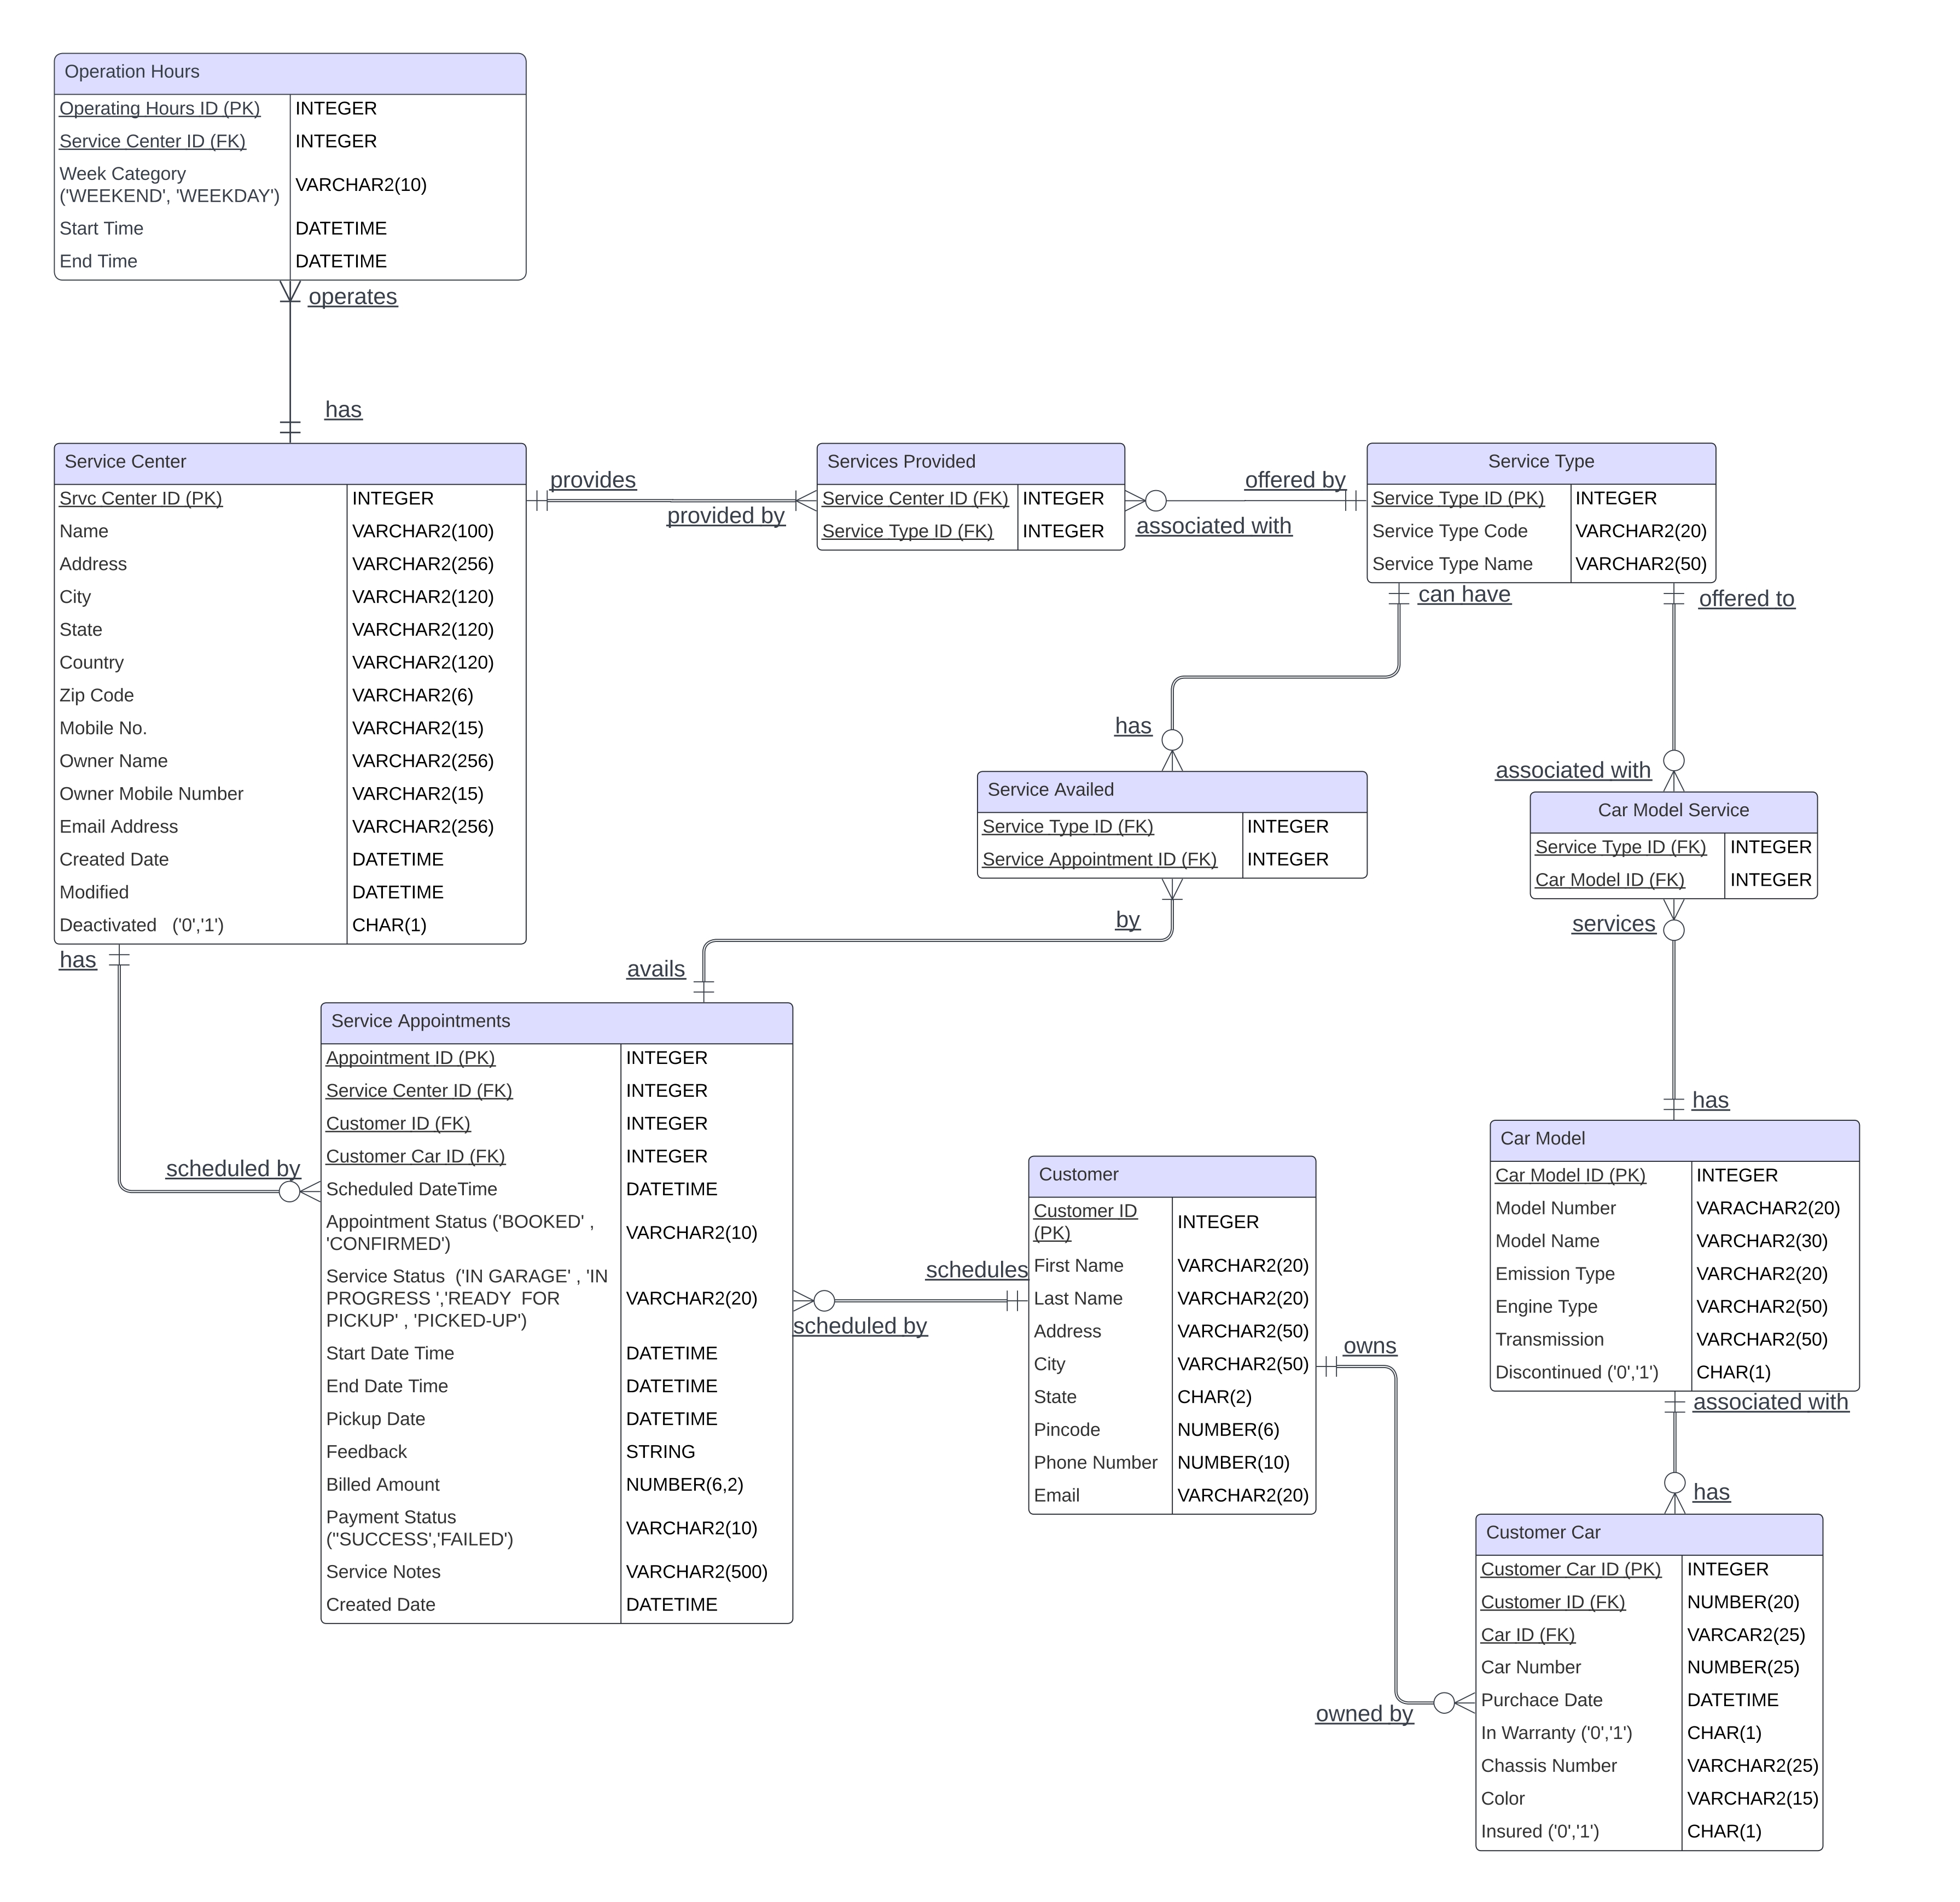 Operation Hours
Operating Hours ID (PK) INTEGER
Service Center ID (FK) INTEGER
Week Category
('WEEKEND', 'WEEKDAY') VARCHAR2(10)
Start Time DATETIME
End Time DATETIME
operates
has
Service Center
Srvc Center ID (PK) INTEGER
Name VARCHAR2(100)
Address VARCHAR2(256)
City VARCHAR2(120)
State VARCHAR2(120)
Country VARCHAR2(120)
Zip Code VARCHAR2(6)
Mobile No. VARCHAR2(15)
Owner Name VARCHAR2(256)
Owner Mobile Number VARCHAR2(15)
Email Address VARCHAR2(256)
Created Date DATETIME
Modified DATETIME
Deactivated ('0','1') CHAR(1)
provides
provided by
Services Provided
Service Center ID (FK) INTEGER
Service Type ID (FK) INTEGER
offered by
associated with
Service Type
Service Type ID (PK) INTEGER
Service Type Code VARCHAR2(20)
Service Type Name VARCHAR2(50)
can have
offered to
has
associated with
Service Availed
Service Type ID (FK) INTEGER
Service Appointment ID (FK) INTEGER
Car Model Service
Service Type ID (FK) INTEGER
Car Model ID (FK) INTEGER
by
services
has
avails
scheduled by
Service Appointments
Appointment ID (PK) INTEGER
Service Center ID (FK) INTEGER
Customer ID (FK) INTEGER
Customer Car ID (FK) INTEGER
Scheduled DateTime DATETIME
Appointment Status ('BOOKED' ,
'CONFIRMED') VARCHAR2(10)
Service Status ('IN GARAGE' , 'IN
PROGRESS ','READY FOR VARCHAR2(20)
PICKUP' , 'PICKED-UP')
Start Date Time DATETIME
End Date Time DATETIME
Pickup Date DATETIME
Feedback STRING
Billed Amount NUMBER(6,2)
Payment Status
("SUCCESS','FAILED') VARCHAR2(10)
Service Notes VARCHAR2(500)
Created Date DATETIME
schedules
scheduled by
Customer
Customer ID
(PK) INTEGER
First Name VARCHAR2(20)
Last Name VARCHAR2(20)
Address VARCHAR2(50)
City VARCHAR2(50)
State CHAR(2)
Pincode NUMBER(6)
Phone Number NUMBER(10)
Email VARCHAR2(20)
owns
owned by
has
Car Model
Car Model ID (PK) INTEGER
Model Number VARACHAR2(20)
Model Name VARCHAR2(30)
Emission Type VARCHAR2(20)
Engine Type VARCHAR2(50)
Transmission VARCHAR2(50)
Discontinued ('0','1') CHAR(1)
associated with
has
Customer Car
Customer Car ID (PK) INTEGER
Customer ID (FK) NUMBER(20)
Car ID (FK) VARCAR2(25)
Car Number NUMBER(25)
Purchace Date DATETIME
In Warranty ('0','1') CHAR(1)
Chassis Number VARCHAR2(25)
Color VARCHAR2(15)
Insured ('0','1') CHAR(1)